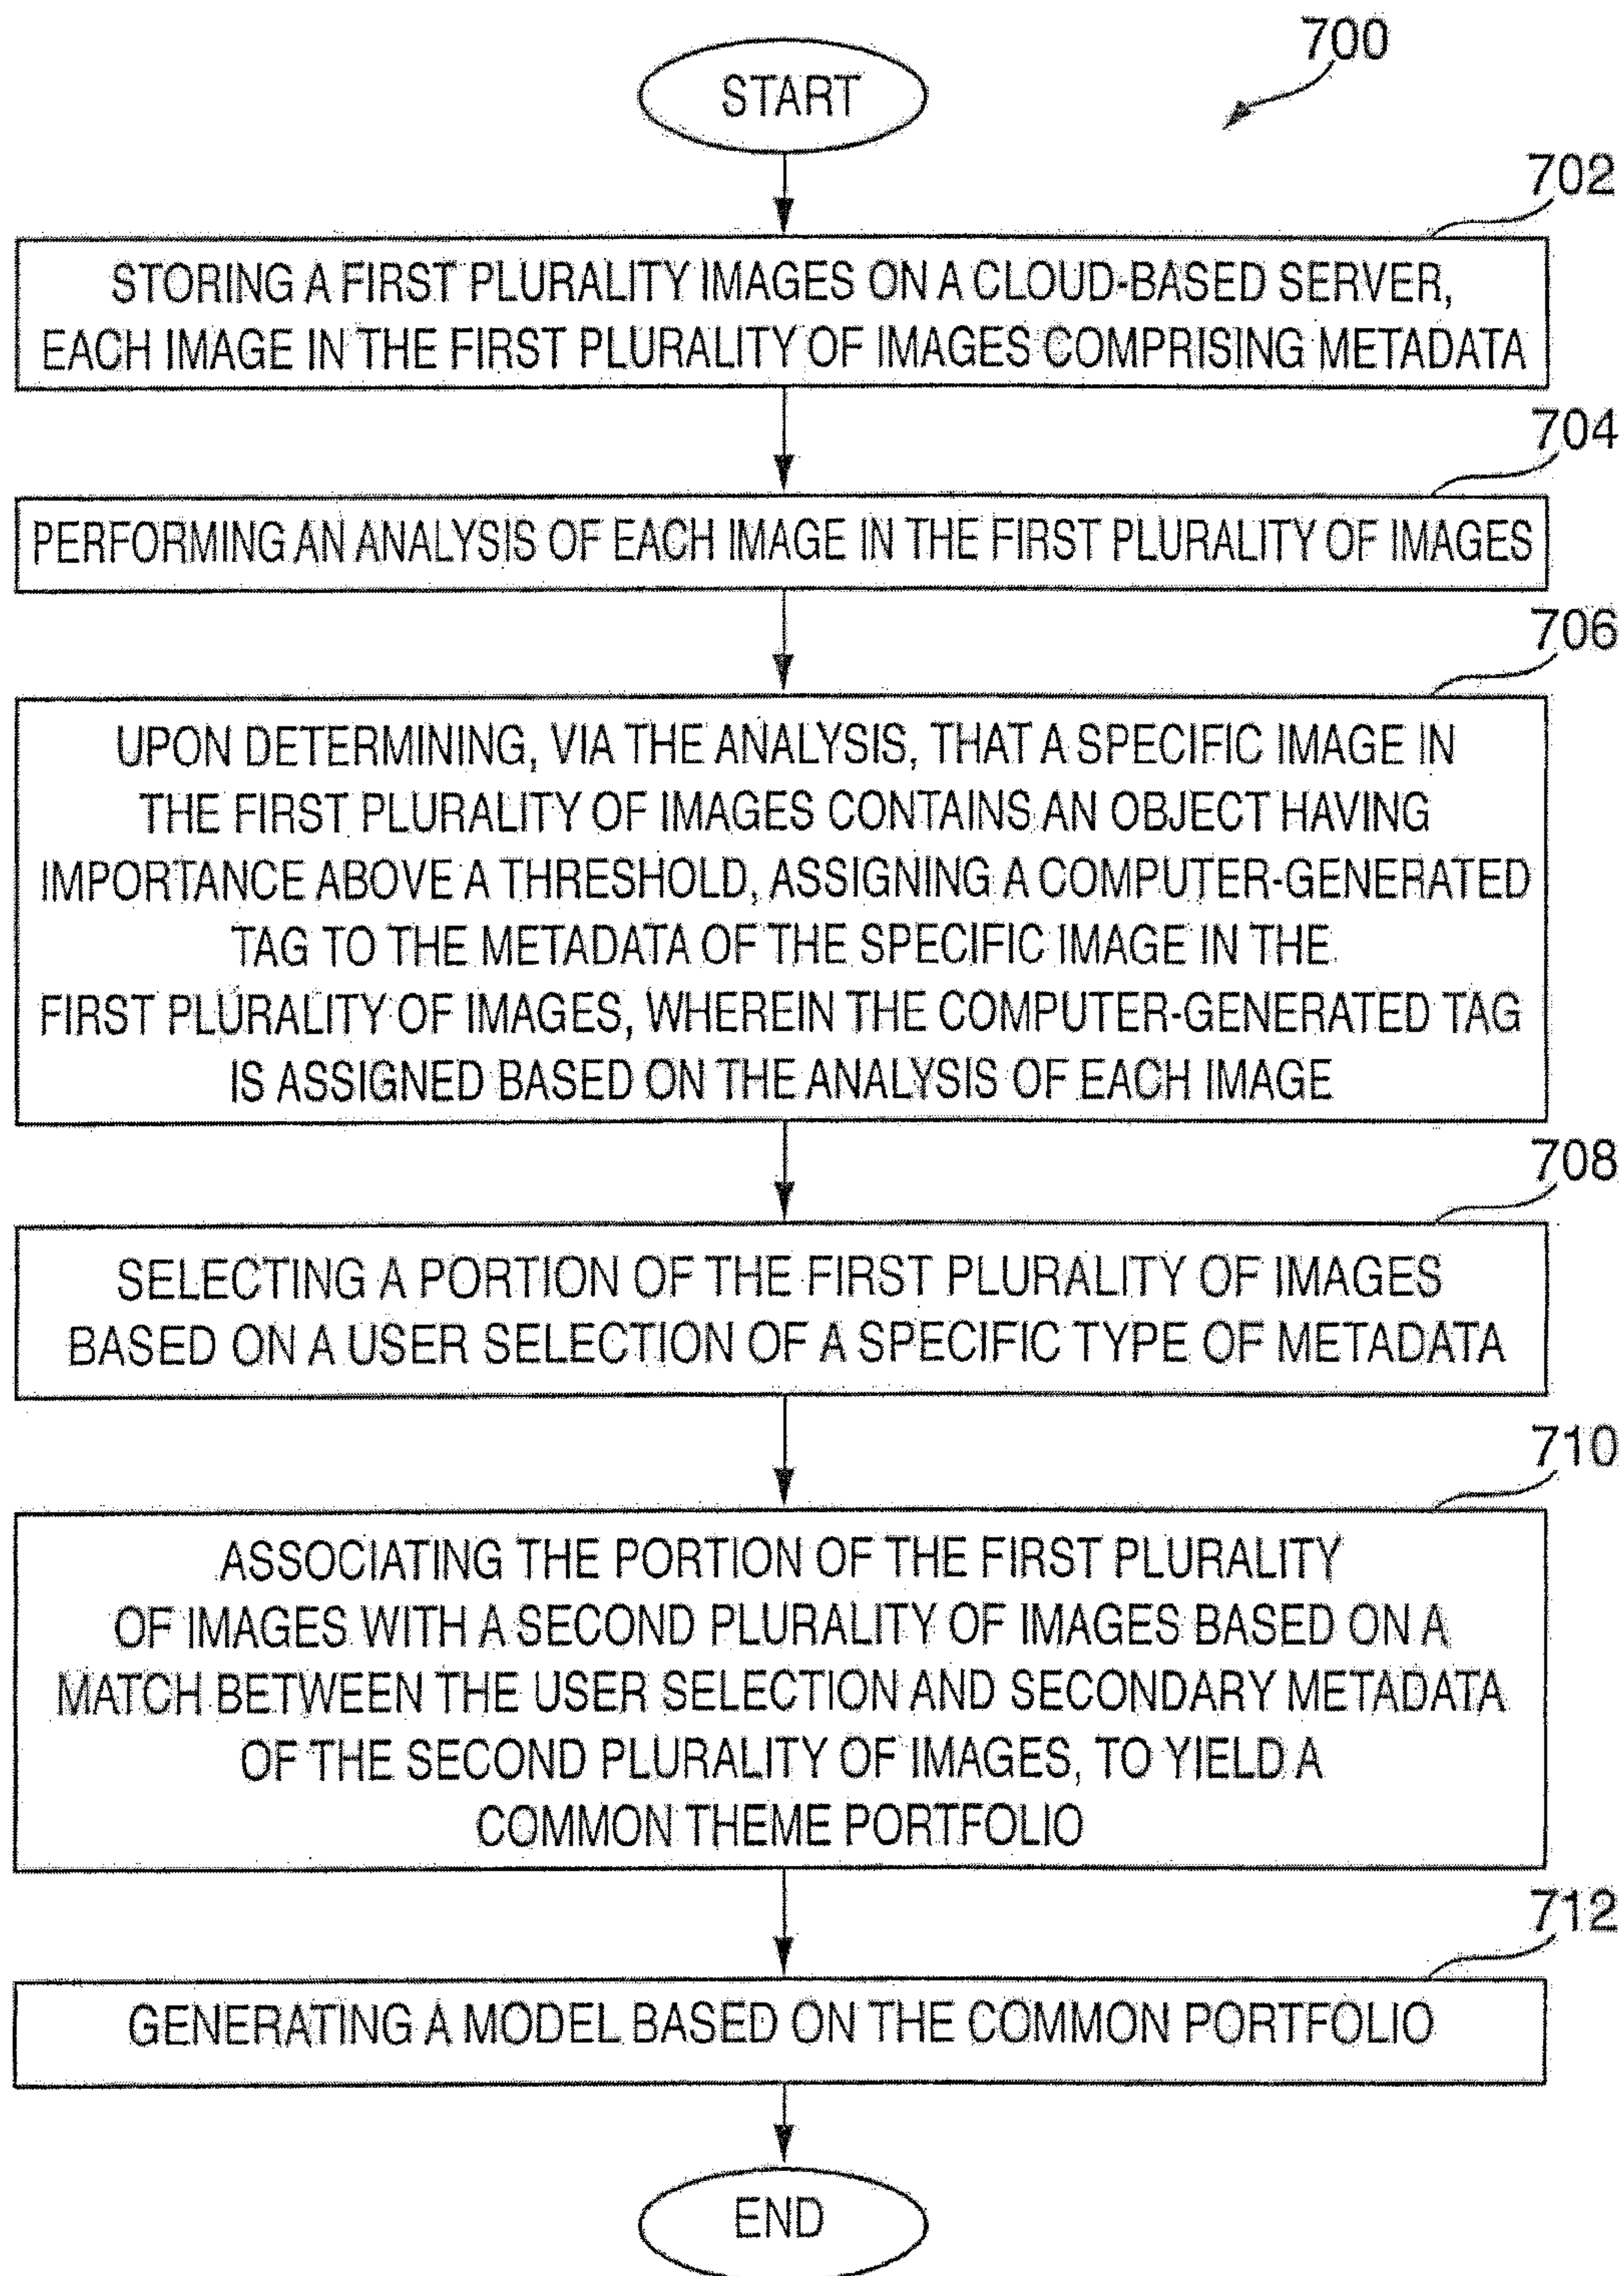 700
START
702
STORING A FIRST PLURALITY IMAGES ON A CLOUD-BASED SERVER,
EACH IMAGE IN THE FIRST PLURALITY OF IMAGES COMPRISING METADATA
704
PERFORMING AN ANALYSIS OF EACH IMAGE IN THE FIRST PLURALITY OF IMAGES
706
UPON DETERMINING, VIA THE ANALYSIS, THAT A SPECIFIC IMAGE IN
THE FIRST PLURALITY OF IMAGES CONTAINS AN OBJECT HAVING
IMPORTANCE ABOVE A THRESHOLD, ASSIGNING A COMPUTER-GENERATED
TAG TO THE METADATA OF THE SPECIFIC IMAGE IN THE
FIRST PLURALITY OF IMAGES, WHEREIN THE COMPUTER-GENERATED TAG
IS ASSIGNED BASED ON THE ANALYSIS OF EACH IMAGE
708
SELECTING A PORTION OF THE FIRST PLURALITY OF IMAGES
BASED ON A USER SELECTION OF A SPECIFIC TYPE OF METADATA
710
ASSOCIATING THE PORTION OF THE FIRST PLURALITY
OF IMAGES WITH A SECOND PLURALITY OF IMAGES BASED ON A
MATCH BETWEEN THE USER SELECTION AND SECONDARY METADATA
OF THE SECOND PLURALITY OF IMAGES, TO YIELD A
COMMON THEME PORTFOLIO
712
GENERATING A MODEL BASED ON THE COMMON PORTFOLIO
END